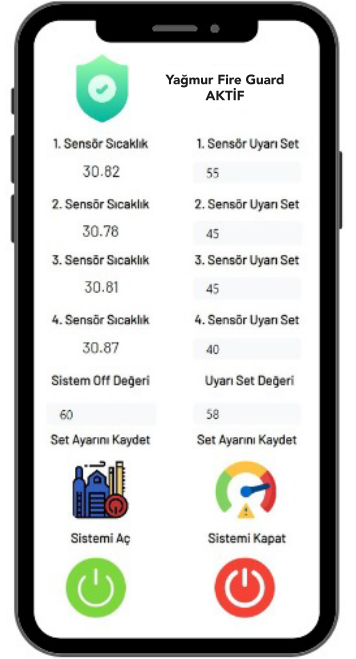 Yağmur Fire Guard
AKTİF
1. Sensör Sıcaklık
1. Sensör Uyarı Set
30.82
55
2. Sensör Sıcaklık
2. Sensör Uyarı Set
30.78
45
3. Sensör Sıcaklık
3. Sensör Uyarı Set
30.81
45
4. Sensör Sıcaklık
4. Sensör Uyarı Set
30.87
40
Sistem Off Değeri
Uyarı Set Değeri
60
58
Set Ayarını Kaydet
Set Ayarını Kaydet
Sistemi Aç
Sistemi Kapat